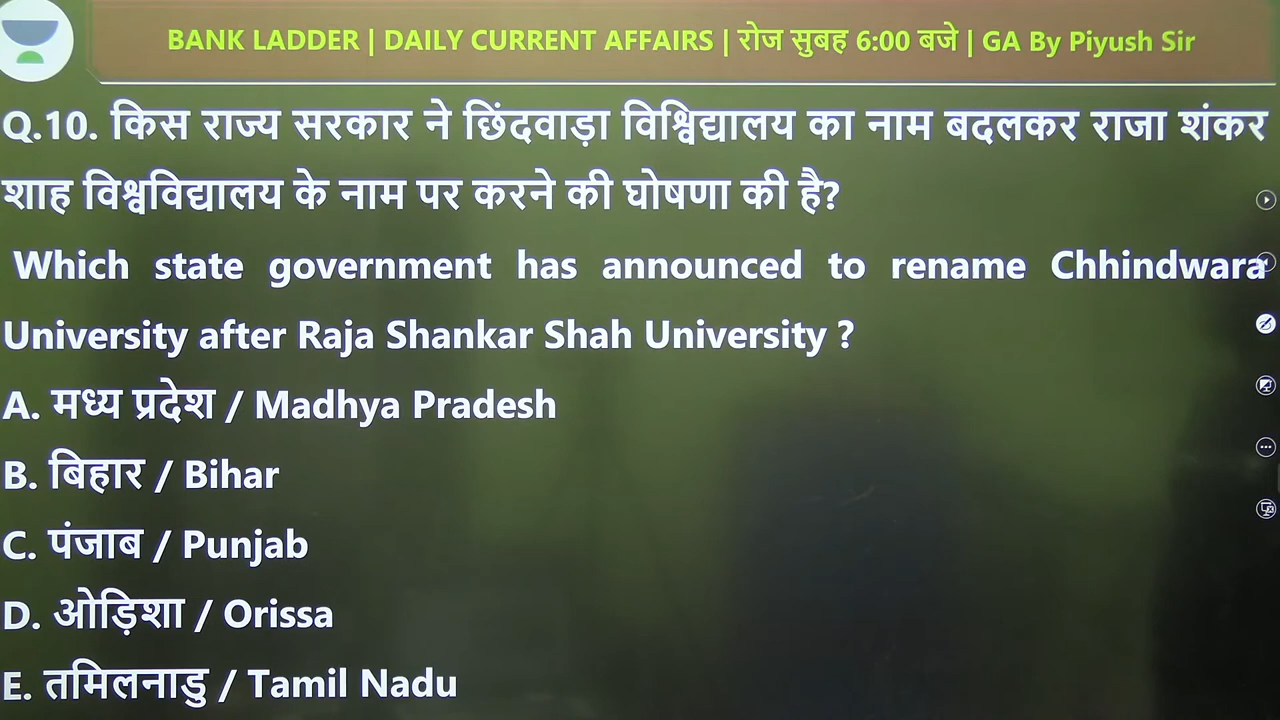 BANK LADDER | DAILY CURRENT AFFAIRS | रोज सुबह 6:00 बजे | GA By Piyush Sir
Q.10. किस राज्य सरकार ने छिंदवाड़ा विश्विद्यालय का नाम बदलकर राजा शंकर
शाह विश्वविद्यालय के नाम पर करने की घोषणा की है?
Which state government has announced to rename Chhindwara
University after Raja Shankar Shah University ?
A. मध्य प्रदेश / Madhya Pradesh
B. बिहार / Bihar
C. पंजाब / Punjab
D. ओड़िशा / Orissa
E. तमिलनाडु / Tamil Nadu